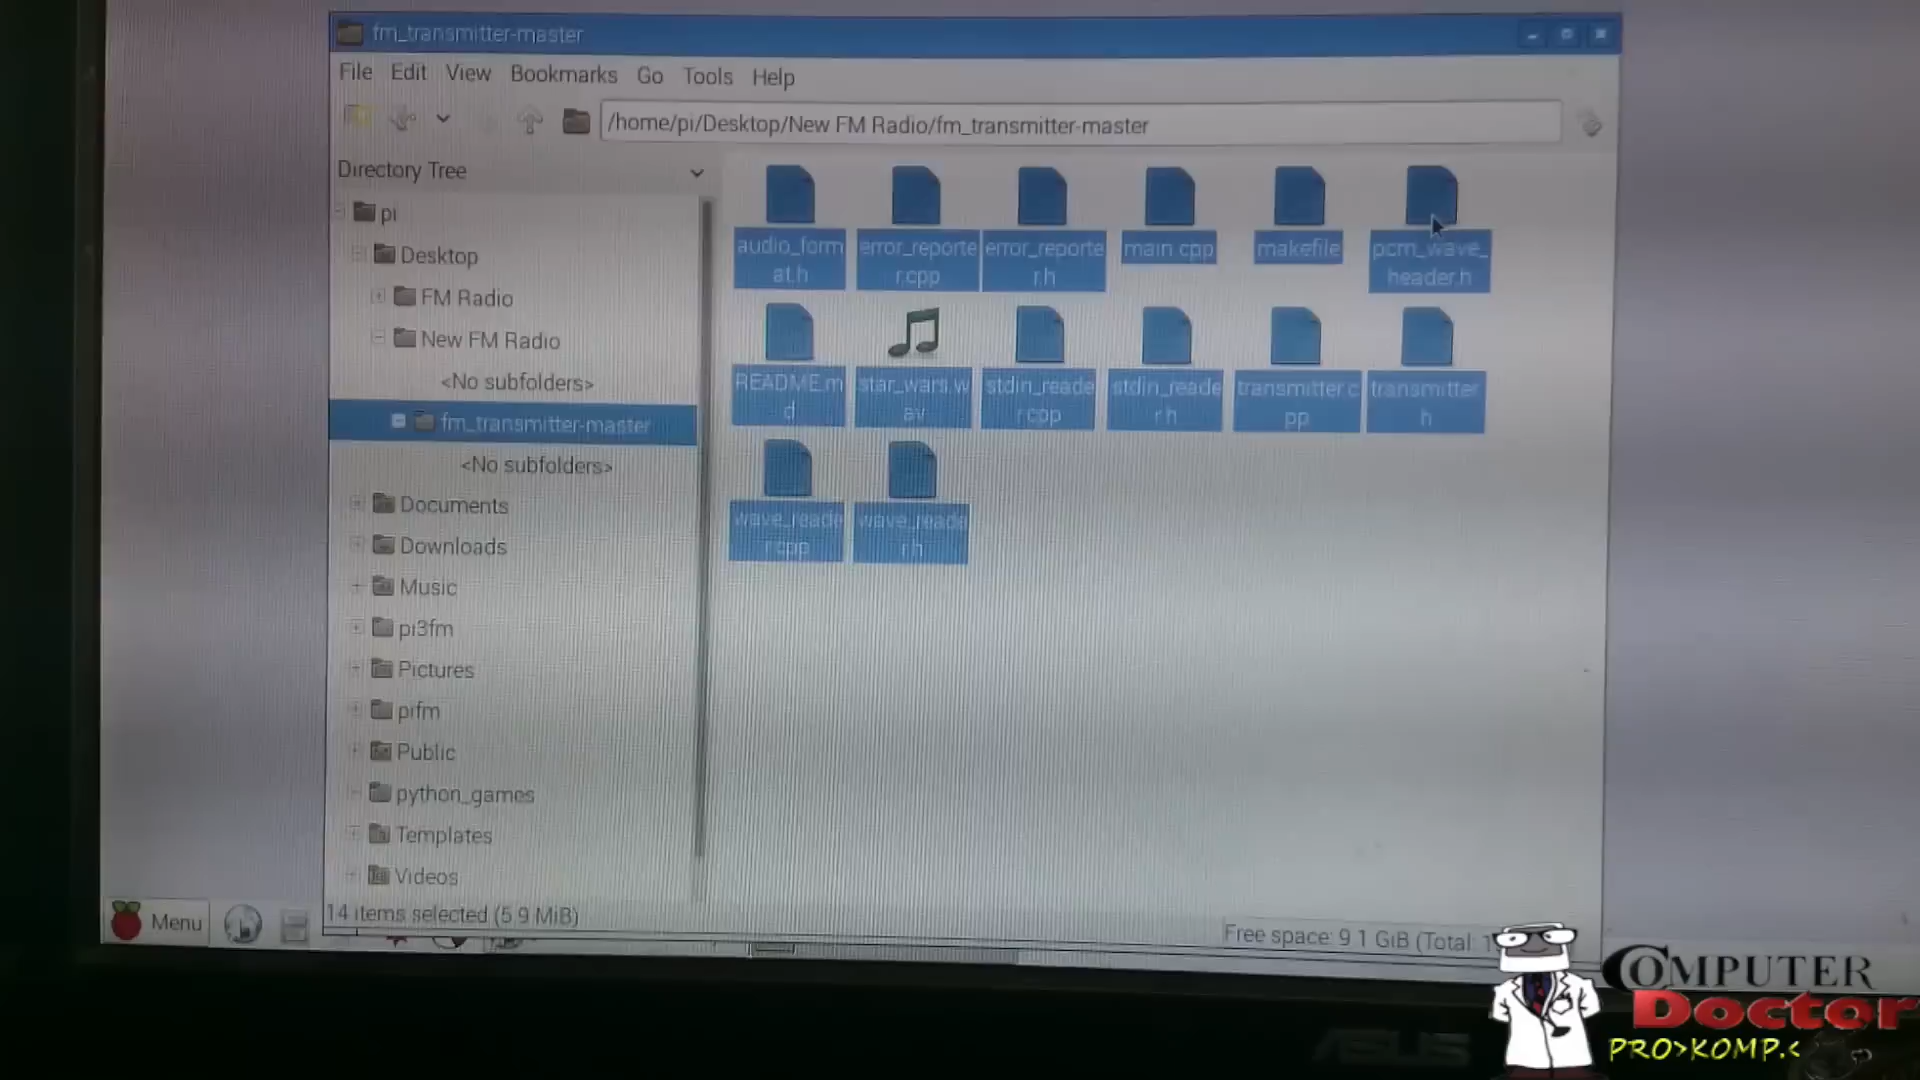 fm_transmitter-master
File Edit View Bookmarks Go Tools Help
/home/pi/Desktop/New FM Radio/fm_transmitter-master
Directory Tree
pi
Desktop
FM Radio
New FM Radio
<No subfolders>
fm_transmitter-master
<No subfolders>
Documents
Downloads
Music
pi3fm
Pictures
pifm
Public
python_games
Templates
Videos
audio_form
at.h
error_reporte
r.cpp
error_reporte
r.h
main.cpp
makefile
pcm_wave_
header.h
README.m
d
star_wars.w
av
stdin_reade
r.cpp
stdin_reade
r.h
transmitter.c
pp
transmitter.
h
wave_reade
r.cpp
wave_reade
r.h
14 items selected (5.9 MiB)
Free space: 9.1 GiB (Total:
Menu
ASUS
COMPUTER
Doctor
PRO>KOMP.<